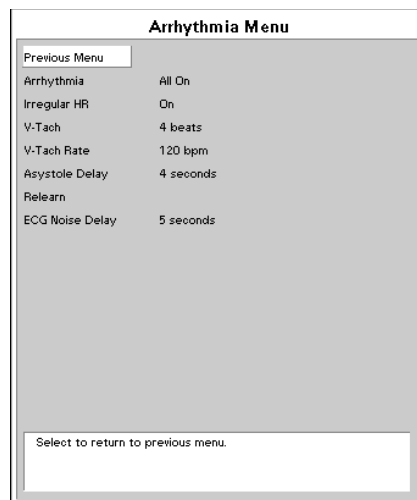 Arrhythmia Menu
Previous Menu
Arrhythmia All On
Irregular HR On
V-Tach 4 beats
V-Tach Rate 120 bpm
Asystole Delay 4 seconds
Relearn
ECG Noise Delay 5 seconds
Select to return to previous menu.